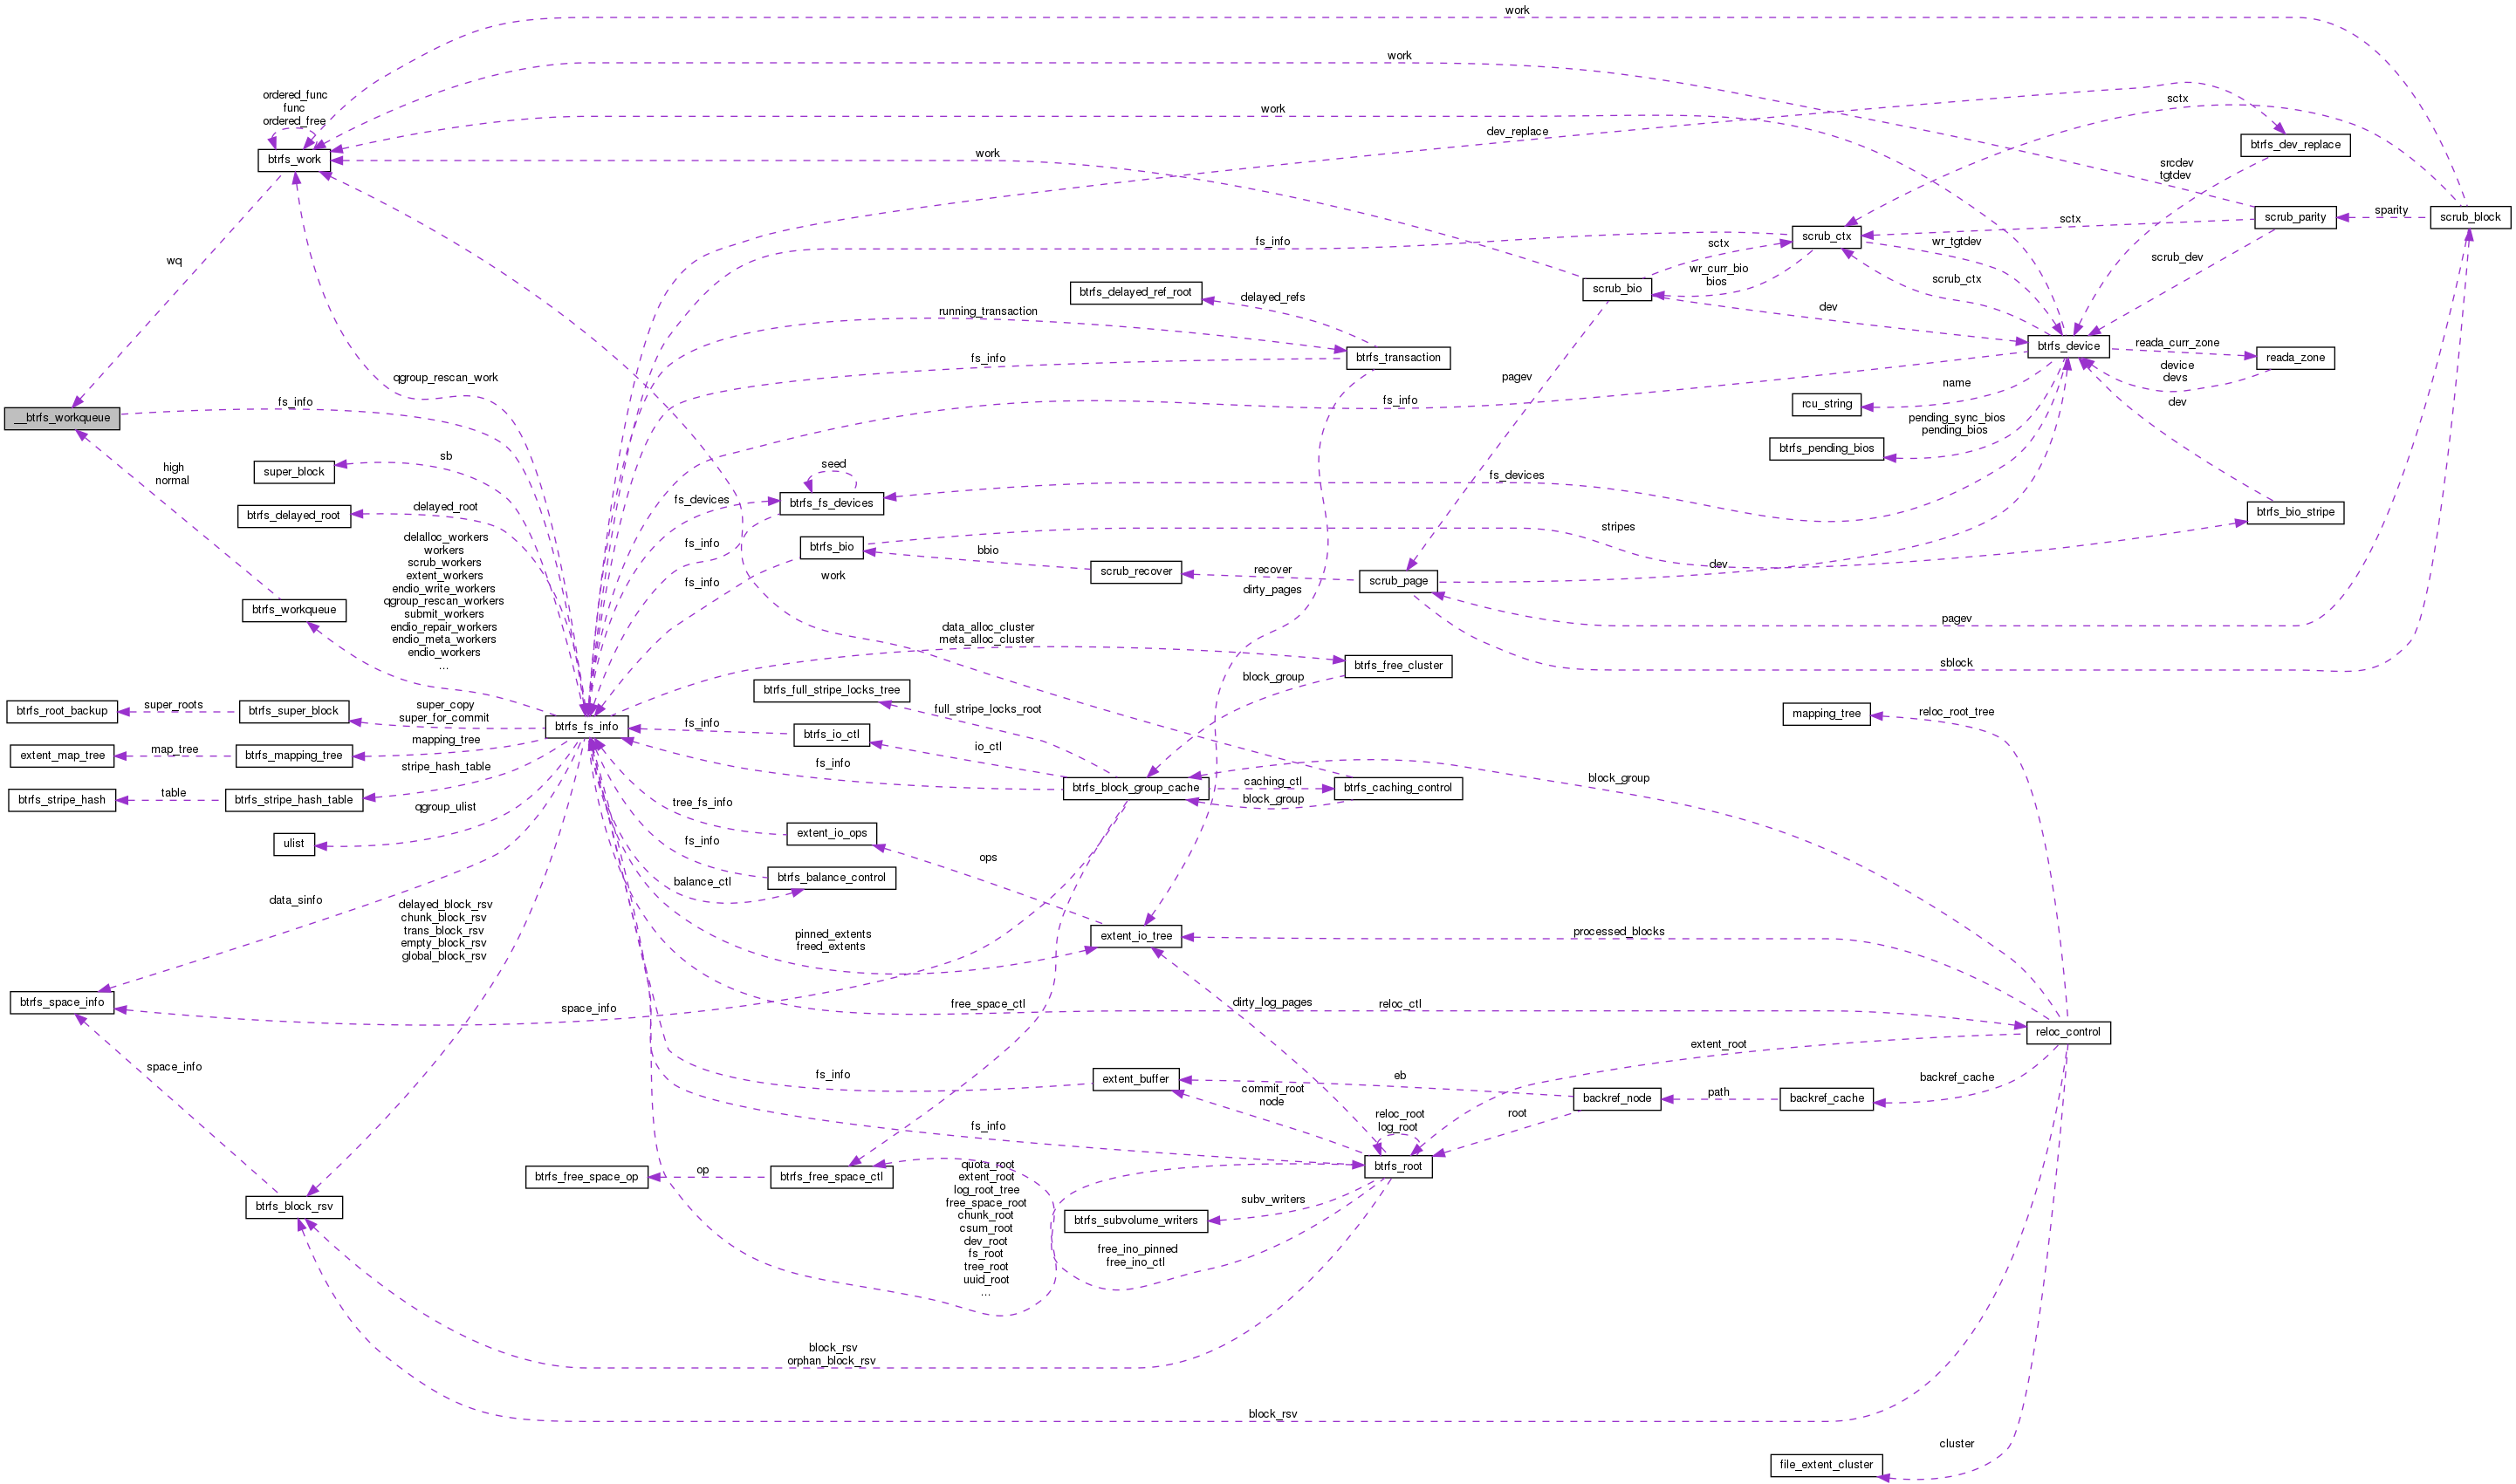 work
work
ordered_func
func
ordered_free
work
dev_replace
sctx
btrfs_dev_replace
btrfs_work
work
srcdev
tgtdev
sctx
scrub_parity
sparity
scrub_block
wq
fs_info
sctx
scrub_ctx
wr_tgtdev
scrub_dev
wr_curr_bio
bios
scrub_bio
scrub_ctx
btrfs_delayed_ref_root
delayed_refs
running_transaction
dev
btrfs_transaction
fs_info
btrfs_device
reada_curr_zone
reada_zone
device
devs
qgroup_rescan_work
pagev
name
__btrfs_workqueue
fs_info
fs_info
rcu_string
dev
pending_sync_bios
pending_bios
btrfs_pending_bios
sb
super_block
high
normal
seed
fs_devices
btrfs_fs_devices
fs_devices
btrfs_delayed_root
delayed_root
btrfs_bio_stripe
delalloc_workers
workers
scrub_workers
extent_workers
endio_write_workers
qgroup_rescan_workers
submit_workers
endio_repair_workers
endio_meta_workers
endio_workers
...
fs_info
btrfs_bio
stripes
bbio
fs_info
work
scrub_recover
recover
scrub_page
dev
dirty_pages
btrfs_workqueue
pagev
data_alloc_cluster
meta_alloc_cluster
btrfs_free_cluster
sblock
block_group
btrfs_full_stripe_locks_tree
full_stripe_locks_root
btrfs_root_backup
super_roots
btrfs_super_block
super_copy
super_for_commit
btrfs_fs_info
fs_info
btrfs_io_ctl
io_ctl
mapping_tree
reloc_root_tree
extent_map_tree
map_tree
btrfs_mapping_tree
mapping_tree
stripe_hash_table
fs_info
btrfs_block_group_cache
caching_ctl
block_group
btrfs_caching_control
block_group
btrfs_stripe_hash
table
btrfs_stripe_hash_table
qgroup_ulist
tree_fs_info
extent_io_ops
ulist
fs_info
ops
balance_ctl
btrfs_balance_control
data_sinfo
delayed_block_rsv
chunk_block_rsv
trans_block_rsv
empty_block_rsv
global_block_rsv
pinned_extents
freed_extents
extent_io_tree
processed_blocks
btrfs_space_info
space_info
free_space_ctl
dirty_log_pages
reloc_ctl
reloc_control
extent_root
space_info
fs_info
extent_buffer
commit_root
node
eb
backref_node
path
backref_cache
backref_cache
fs_info
reloc_root
log_root
root
btrfs_root
btrfs_free_space_op
op
btrfs_free_space_ctl
quota_root
extent_root
log_root_tree
free_space_root
chunk_root
csum_root
dev_root
fs_root
tree_root
uuid_root
...
btrfs_block_rsv
btrfs_subvolume_writers
subv_writers
free_ino_pinned
free_ino_ctl
block_rsv
orphan_block_rsv
block_rsv
cluster
file_extent_cluster